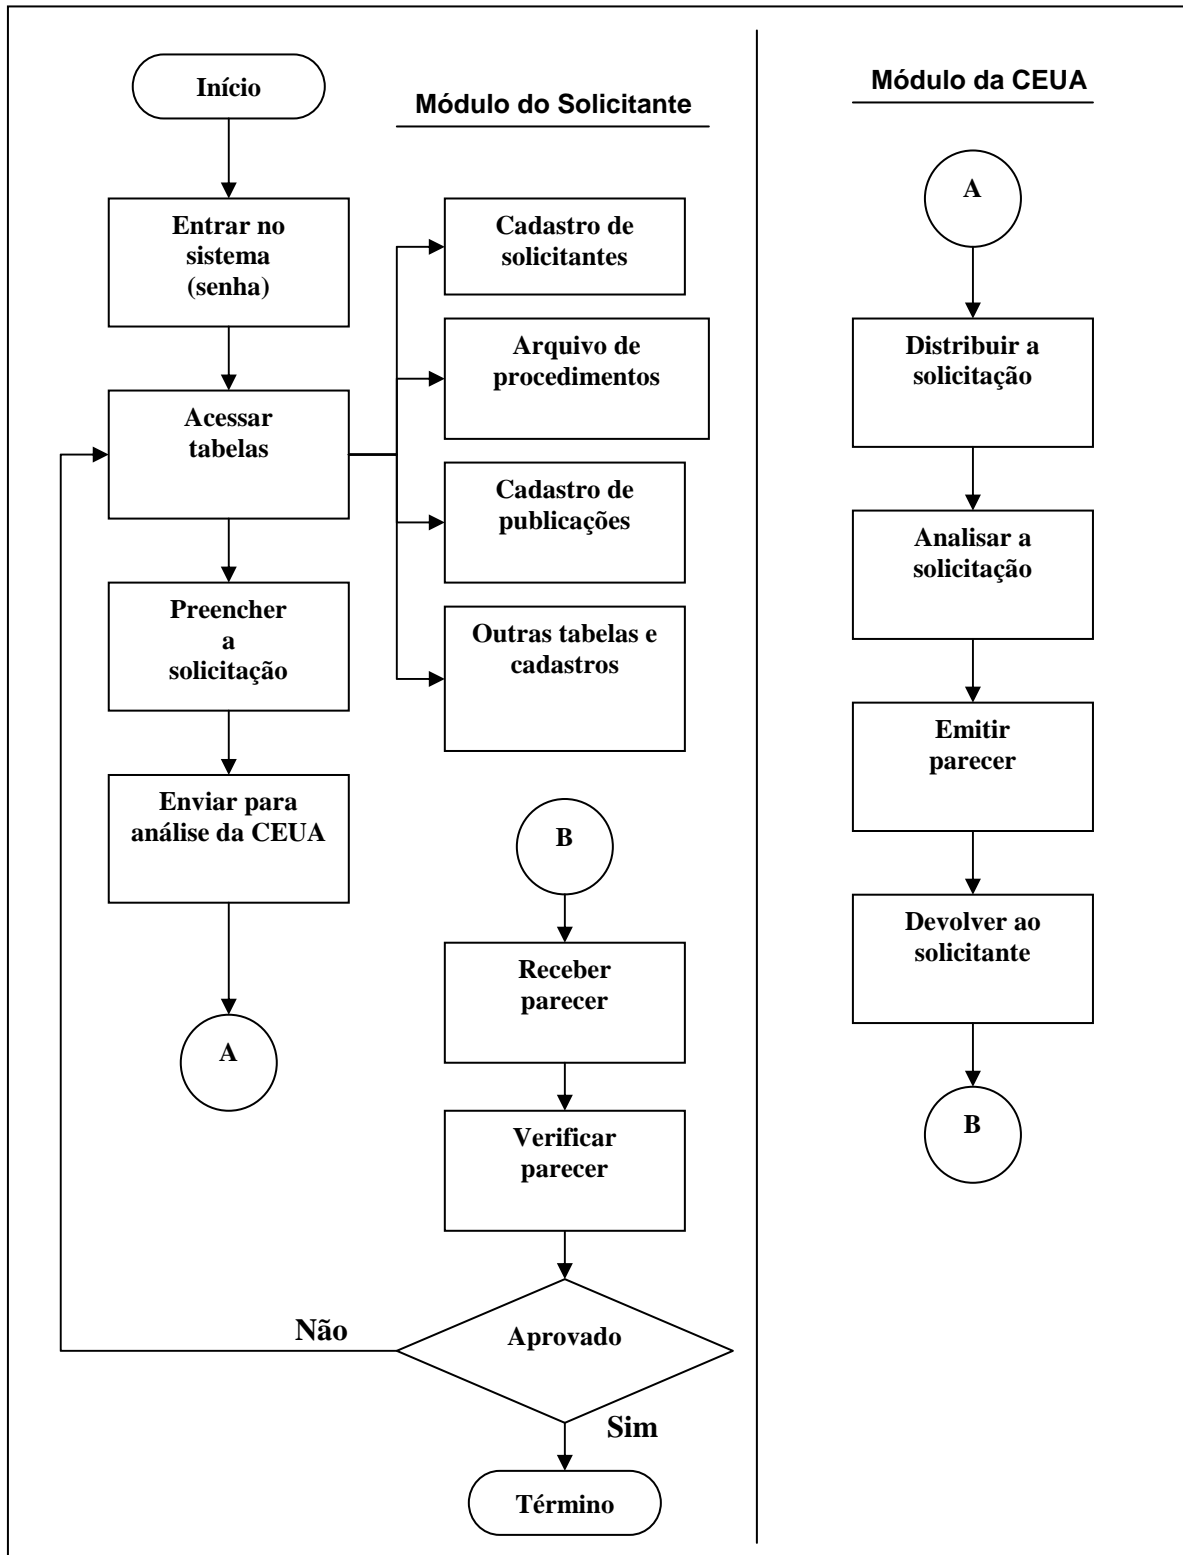 Início
Módulo do Solicitante
Entrar no
sistema
(senha)
Cadastro de
solicitantes
Arquivo de
procedimentos
Acessar
tabelas
Cadastro de
publicações
Preencher
a
solicitação
Outras tabelas e
cadastros
Enviar para
análise da CEUA
A
B
Receber
parecer
Verificar
parecer
Não
Aprovado
Sim
Término
Módulo da CEUA
A
Distribuir a
solicitação
Analisar a
solicitação
Emitir
parecer
Devolver ao
solicitante
B